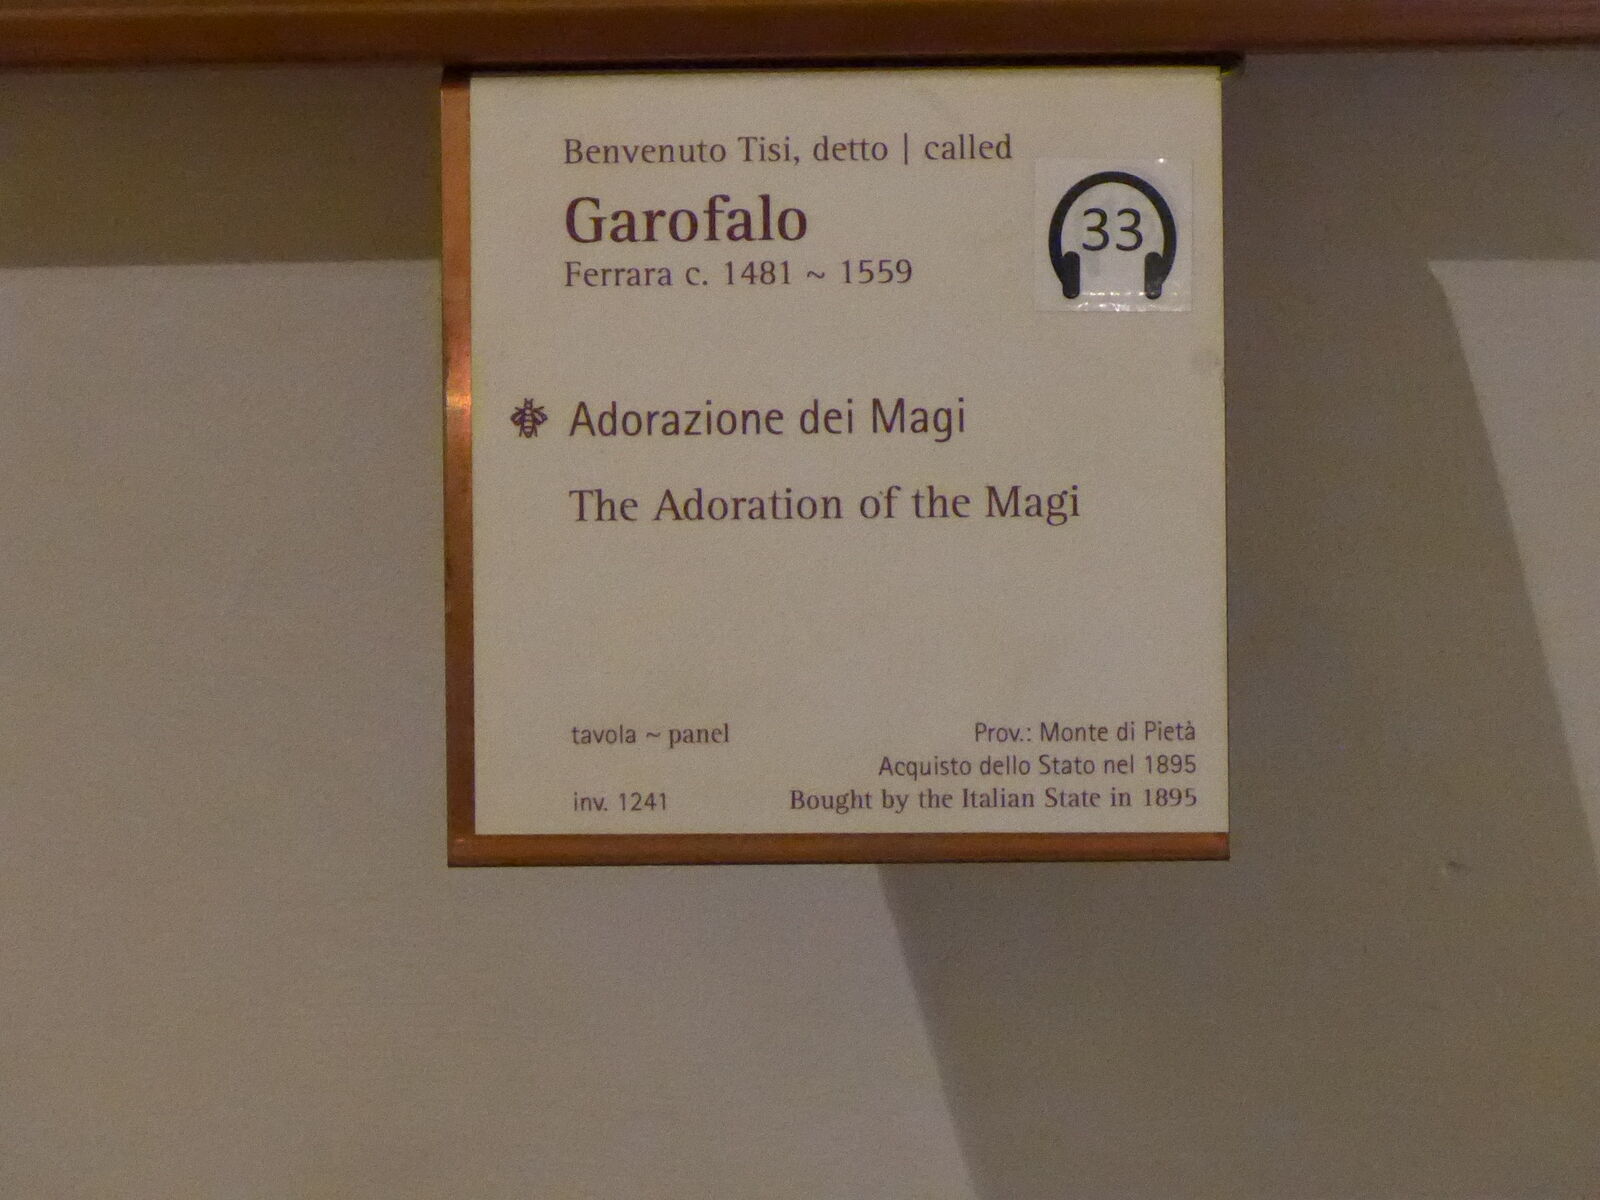 Benvenuto Tisi, detto | called
Garofalo
Ferrara c. 1481 ~ 1559
33
Adorazione dei Magi
The Adoration of the Magi
tavola ~ panel
inv. 1241
Prov.: Monte di Pietà
Acquisto dello Stato nel 1895
Bought by the Italian State in 1895